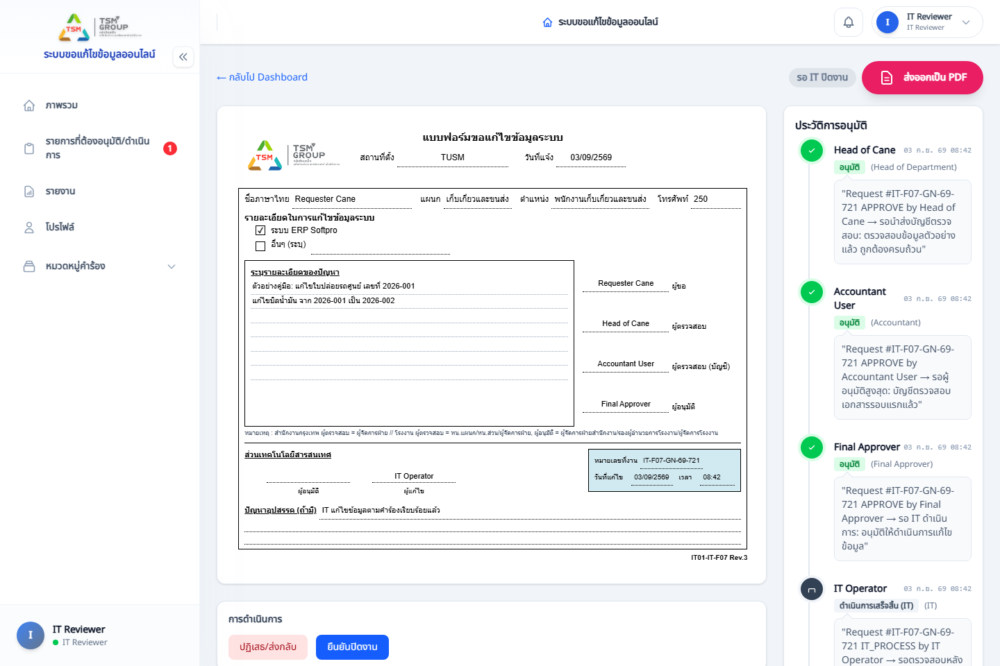 TSM
TSM
GROUP
ระบบขอแก้ไขข้อมูลออนไลน์
ภาพรวม
รายการที่ต้องอนุมัติ/ดำเนิน
การ
1
รายงาน
โปรไฟล์
หมวดหมู่คำร้อง
I
IT Reviewer
IT Reviewer
ระบบขอแก้ไขข้อมูลออนไลน์
I
IT Reviewer
IT Reviewer
← กลับไป Dashboard
รอ IT ปิดงาน
ส่งออกเป็น PDF
TSM
TSM
GROUP
แบบฟอร์มขอแก้ไขข้อมูลระบบ
สถานที่ตั้ง TUSM วันที่แจ้ง 03/09/2569
ชื่อภาษาไทย Requester Cane แผนก เก็บเกี่ยวและขนส่ง ตำแหน่ง พนักงานเก็บเกี่ยวและขนส่ง โทรศัพท์ 250
รายละเอียดในการแก้ไขข้อมูลระบบ
✓ ระบบ ERP Softpro
อื่นๆ (ระบุ)
ระบุรายละเอียดของปัญหา
ตัวอย่างคู่มือ: แก้ไขใบปล่อยรถศูนย์ เลขที่ 2026-001
แก้ไขบิลน้ำมัน จาก 2026-001 เป็น 2026-002
Requester Cane ผู้ขอ
Head of Cane ผู้ตรวจสอบ
Accountant User ผู้ตรวจสอบ (บัญชี)
Final Approver ผู้อนุมัติ
หมายเหตุ : สำนักงานกรุงเทพ ผู้ตรวจสอบ = ผู้จัดการฝ่าย // โรงงาน ผู้ตรวจสอบ = หน.แผนก/หน.ส่วน/ผู้จัดการฝ่าย, ผู้อนุมัติ = ผู้จัดการฝ่ายสำนักงาน/รองผู้อำนวยการโรงงาน/ผู้จัดการโรงงาน
ส่วนเทคโนโลยีสารสนเทศ
ผู้อนุมัติ
IT Operator
ผู้แก้ไข
หมายเลขที่งาน IT-F07-GN-69-721
วันที่แก้ไข 03/09/2569 เวลา 08:42
ปัญหาอุปสรรค (ถ้ามี) IT แก้ไขข้อมูลตามคำร้องเรียบร้อยแล้ว
IT01-IT-F07 Rev.3
การดำเนินการ
ปฏิเสธ/ส่งกลับ
ยืนยันปิดงาน
ประวัติการอนุมัติ
Head of Cane 03 ก.ย. 69 08:42
อนุมัติ (Head of Department)
"Request #IT-F07-GN-69-
721 APPROVE by Head of
Cane → รอนำส่งบัญชีตรวจ
สอบ: ตรวจสอบข้อมูลตัวอย่าง
แล้ว ถูกต้องครบถ้วน"
Accountant
User 03 ก.ย. 69 08:42
อนุมัติ (Accountant)
"Request #IT-F07-GN-69-
721 APPROVE by
Accountant User → รอผู้
อนุมัติสูงสุด: บัญชีตรวจสอบ
เอกสารรอบแรกแล้ว"
Final Approver 03 ก.ย. 69 08:42
อนุมัติ (Final Approver)
"Request #IT-F07-GN-69-
721 APPROVE by Final
Approver → รอ IT ดำเนิน
การ: อนุมัติให้ดำเนินการแก้ไข
ข้อมูล"
IT Operator 03 ก.ย. 69 08:42
ดำเนินการเสร็จสิ้น (IT) (IT)
"Request #IT-F07-GN-69-
721 IT_PROCESS by IT
Operator → รอตรวจสอบหลัง